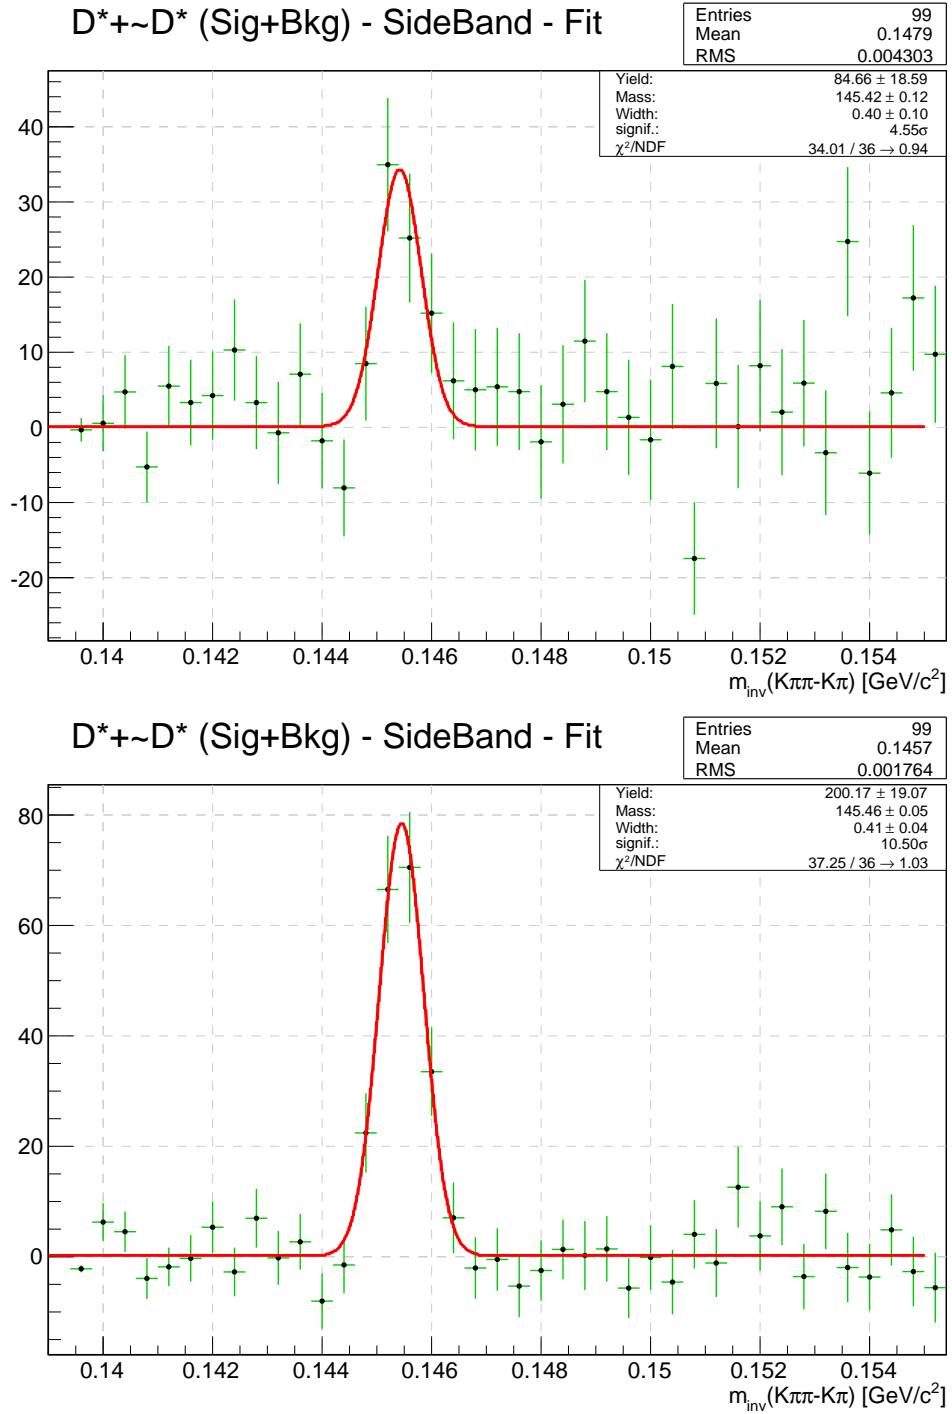 D*+~D* (Sig+Bkg) - SideBand - Fit
Entries 99
Mean 0.1479
RMS 0.004303
Yield: 84.66 ± 18.59
Mass: 145.42 ± 0.12
Width: 0.40 ± 0.10
signif.: 4.55σ
χ²/NDF 34.01 / 36 → 0.94
40
30
20
10
0
-10
-20
0.14 0.142 0.144 0.146 0.148 0.15 0.152 0.154
m_inv(Kππ-Kπ) [GeV/c²]
D*+~D* (Sig+Bkg) - SideBand - Fit
Entries 99
Mean 0.1457
RMS 0.001764
Yield: 200.17 ± 19.07
Mass: 145.46 ± 0.05
Width: 0.41 ± 0.04
signif.: 10.50σ
χ²/NDF 37.25 / 36 → 1.03
80
60
40
20
0
0.14 0.142 0.144 0.146 0.148 0.15 0.152 0.154
m_inv(Kππ-Kπ) [GeV/c²]